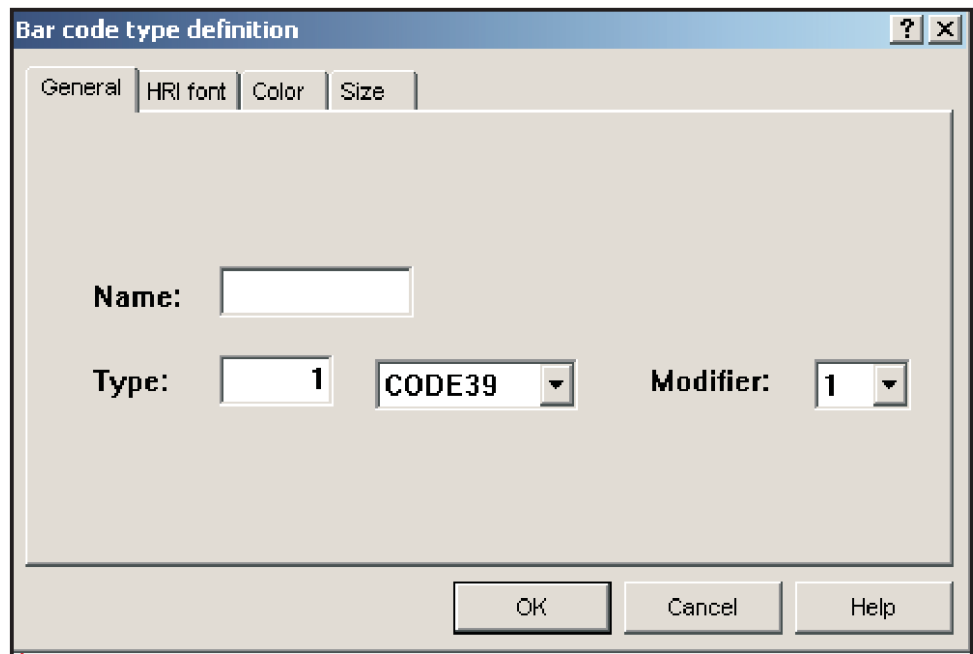 Bar code type definition
General HRI font Color Size
Name:
Type: 1 CODE39 Modifier: 1
OK Cancel Help